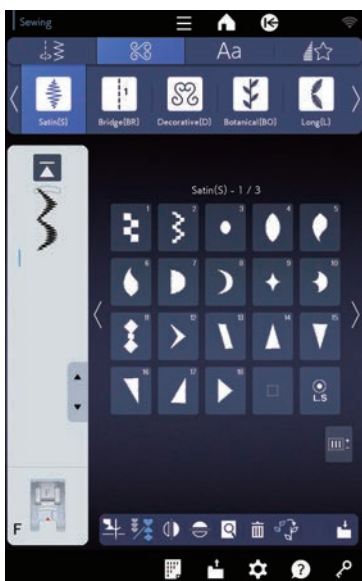 Sewing
Aa
1
Satin(S) Bridge(BR) Decorative(D) Botanical(BO) Long(L)
Satin(S) - 1 / 3
1 2 3 4 5
6 7 8 9 10
11 12 13 14 15
16 17 18 L.S
F
?